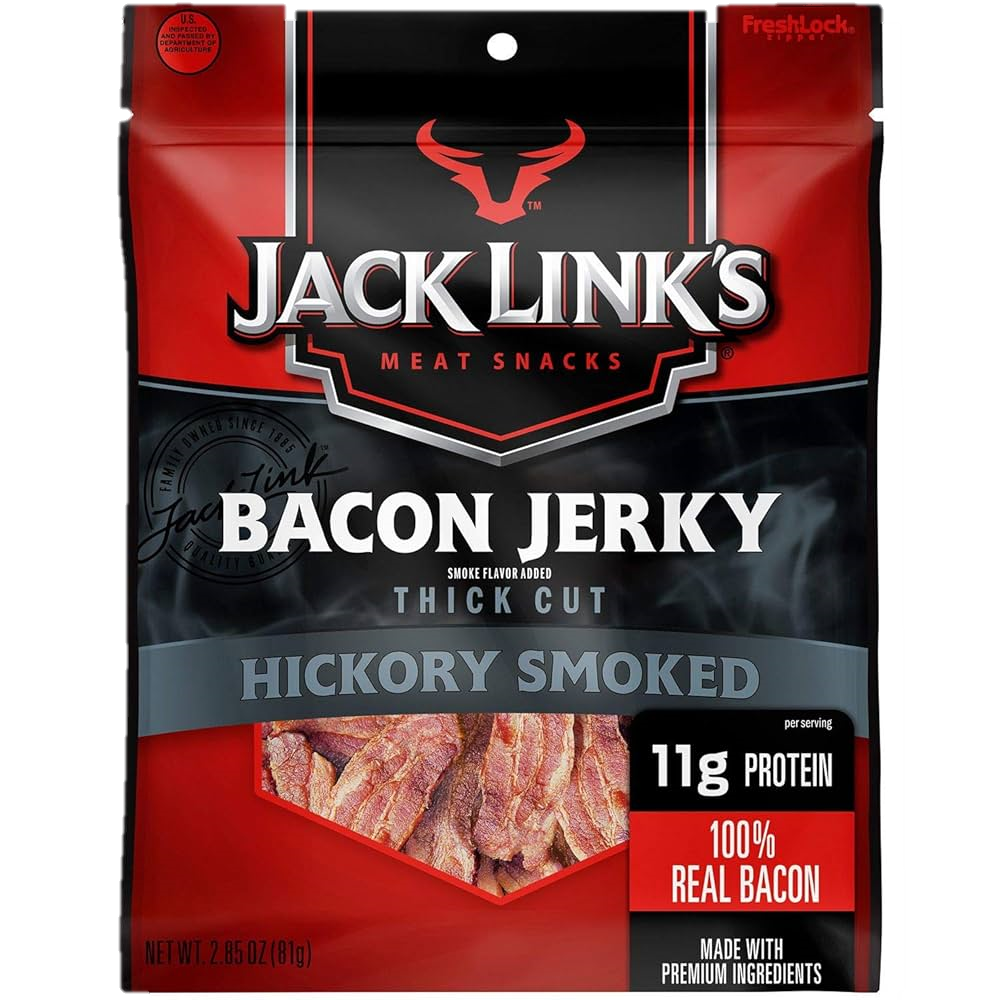 U.S.
INSPECTED
AND PASSED BY
DEPARTMENT OF
AGRICULTURE
FreshLock®
zipper
TM
JACK LINK'S
®
MEAT SNACKS
FAMILY OWNED SINCE 1885
Jack Link
TM
BACON JERKY
SMOKE FLAVOR ADDED
THICK CUT
HICKORY SMOKED
per serving
11g PROTEIN
100%
REAL BACON
MADE WITH
PREMIUM INGREDIENTS
NET WT. 2.85 OZ (81g)